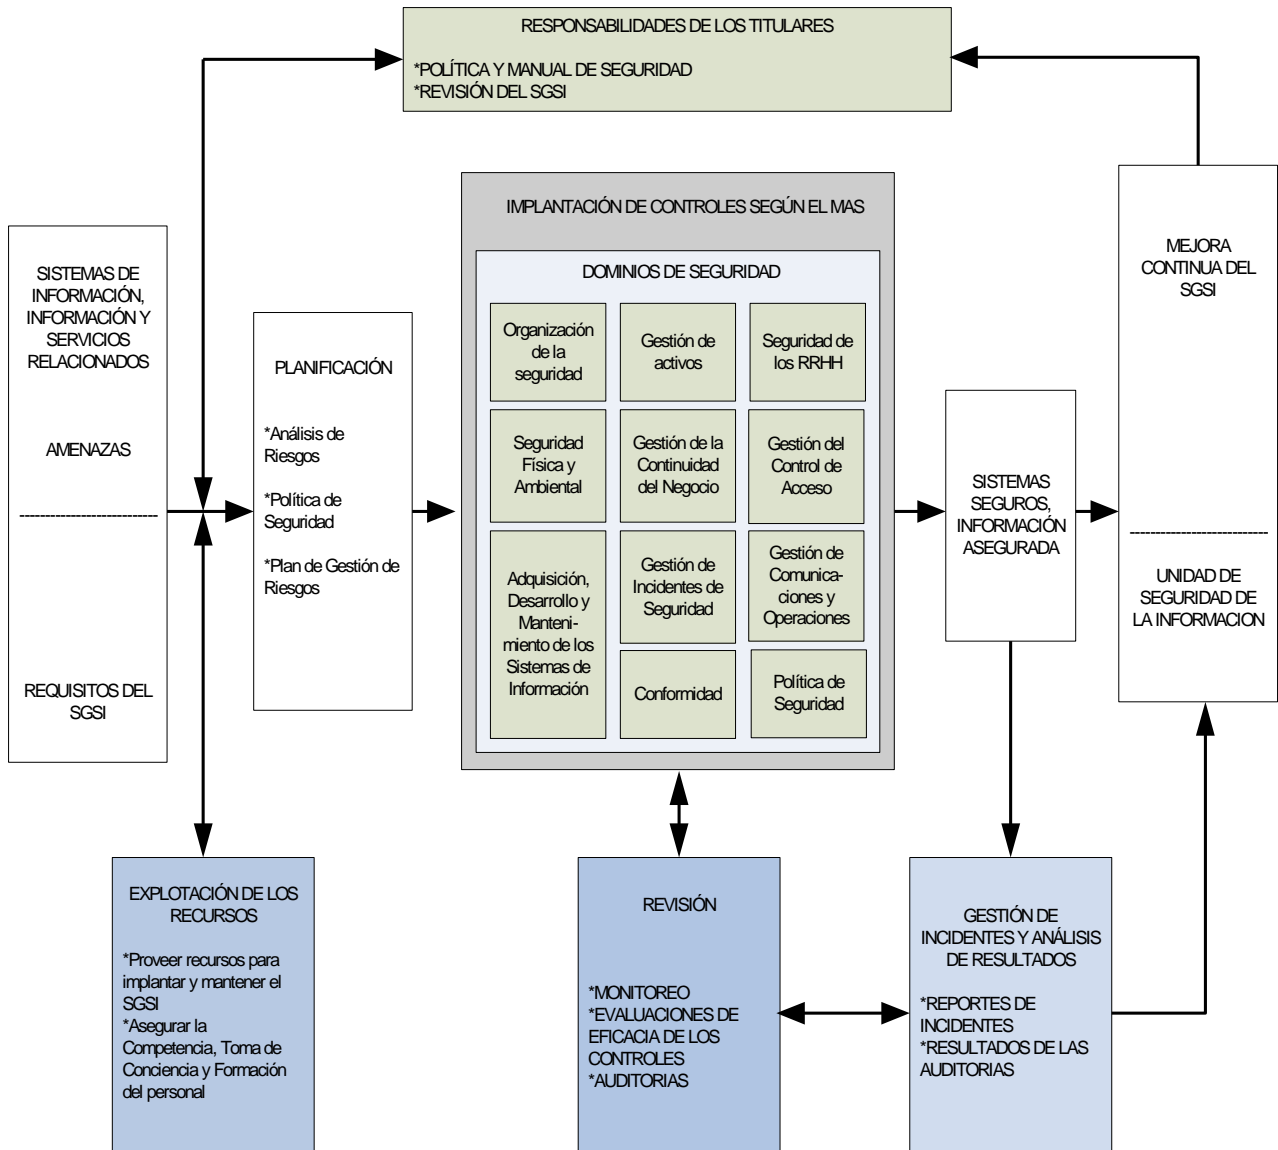 RESPONSABILIDADES DE LOS TITULARES
*POLÍTICA Y MANUAL DE SEGURIDAD
*REVISIÓN DEL SGSI
SISTEMAS DE
INFORMACIÓN,
INFORMACIÓN Y
SERVICIOS
RELACIONADOS
AMENAZAS
REQUISITOS DEL
SGSI
PLANIFICACIÓN
*Análisis de
Riesgos
*Política de
Seguridad
*Plan de Gestión de
Riesgos
IMPLANTACIÓN DE CONTROLES SEGÚN EL MAS
DOMINIOS DE SEGURIDAD
Organización
de la
seguridad
Gestión de
activos
Seguridad de
los RRHH
Seguridad
Física y
Ambiental
Gestión de la
Continuidad
del Negocio
Gestión del
Control de
Acceso
Adquisición,
Desarrollo y
Manteni-
miento de los
Sistemas de
Información
Gestión de
Incidentes de
Seguridad
Gestión de
Comunica-
ciones y
Operaciones
Conformidad
Política de
Seguridad
SISTEMAS
SEGUROS,
INFORMACIÓN
ASEGURADA
MEJORA
CONTINUA DEL
SGSI
UNIDAD DE
SEGURIDAD DE
LA INFORMACION
EXPLOTACIÓN DE LOS
RECURSOS
*Proveer recursos para
implantar y mantener el
SGSI
*Asegurar la
Competencia, Toma de
Conciencia y Formación
del personal
REVISIÓN
*MONITOREO
*EVALUACIONES DE
EFICACIA DE LOS
CONTROLES
*AUDITORIAS
GESTIÓN DE
INCIDENTES Y ANÁLISIS
DE RESULTADOS
*REPORTES DE
INCIDENTES
*RESULTADOS DE LAS
AUDITORIAS